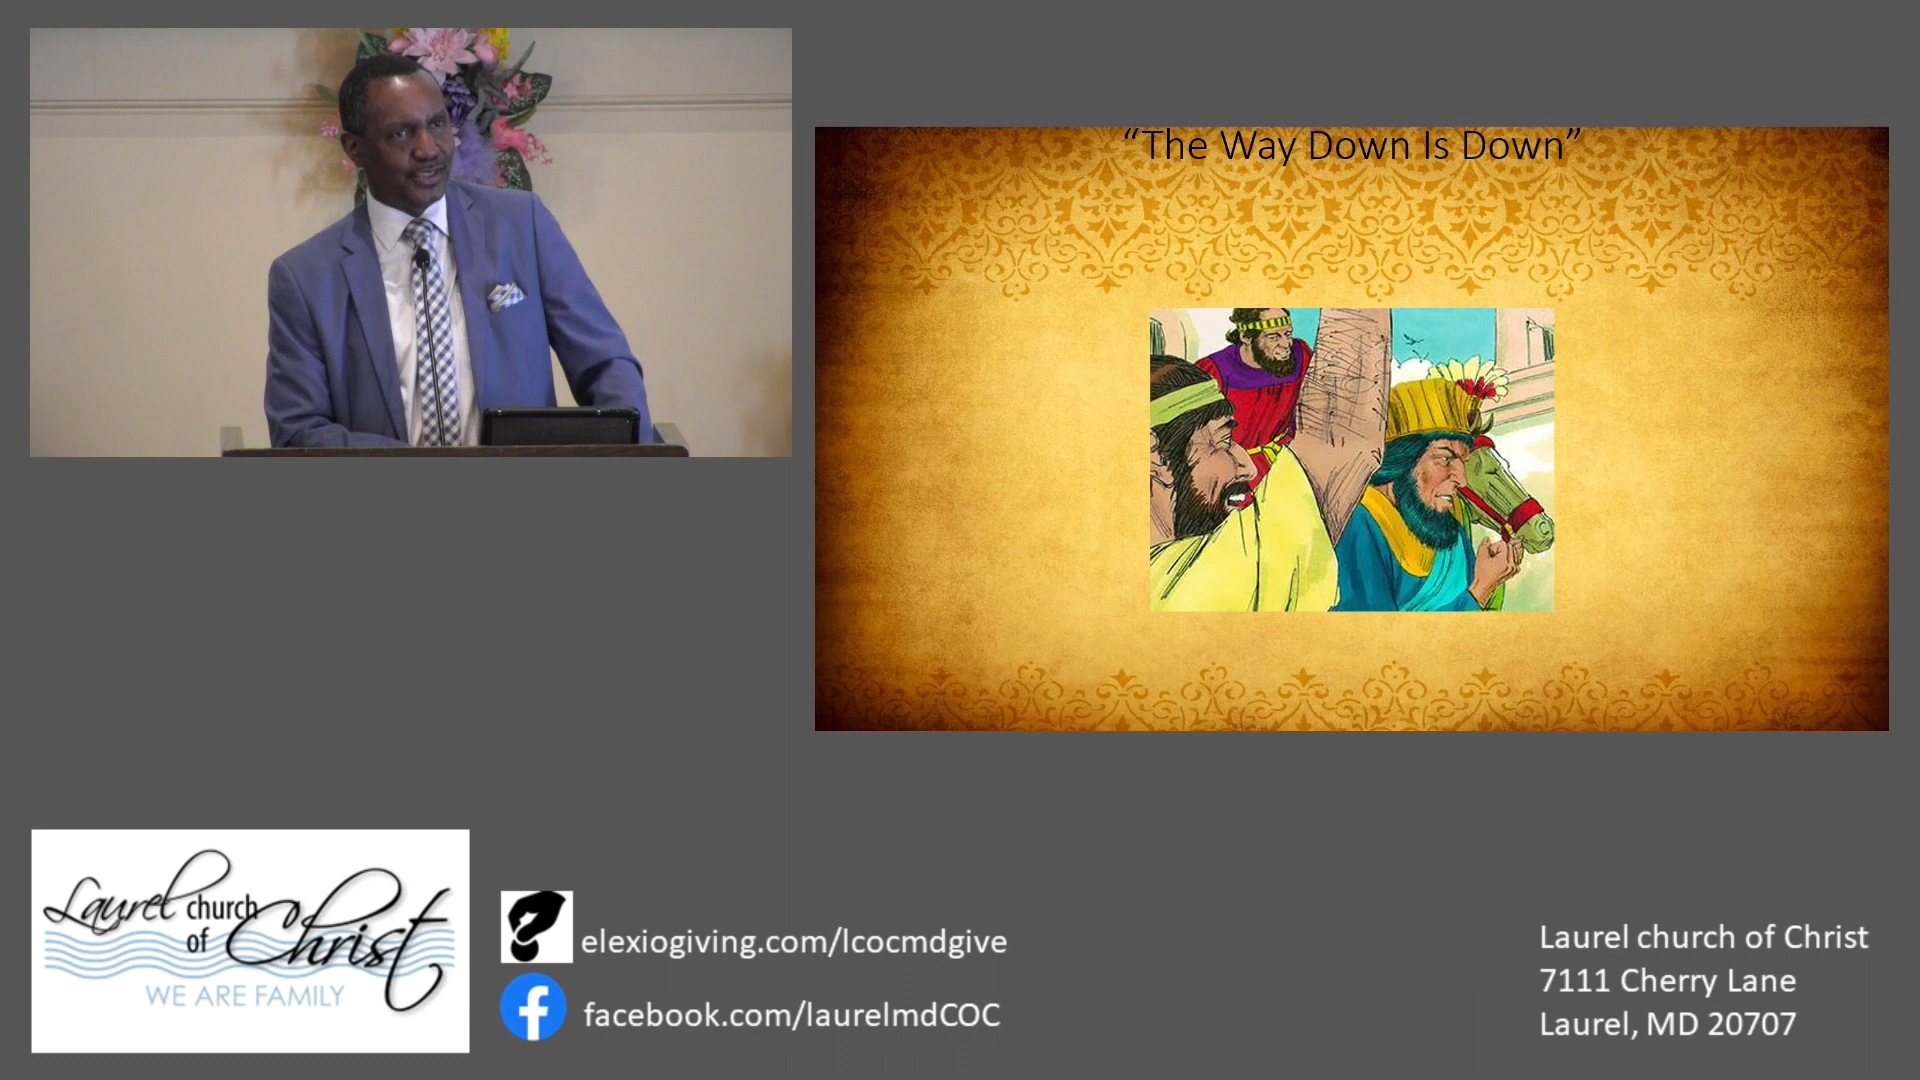 “The Way Down Is Down”
Laurel church
of Christ
WE ARE FAMILY
elexiogiving.com/lcocmdgive
facebook.com/laurelmdCOC
Laurel church of Christ
7111 Cherry Lane
Laurel, MD 20707